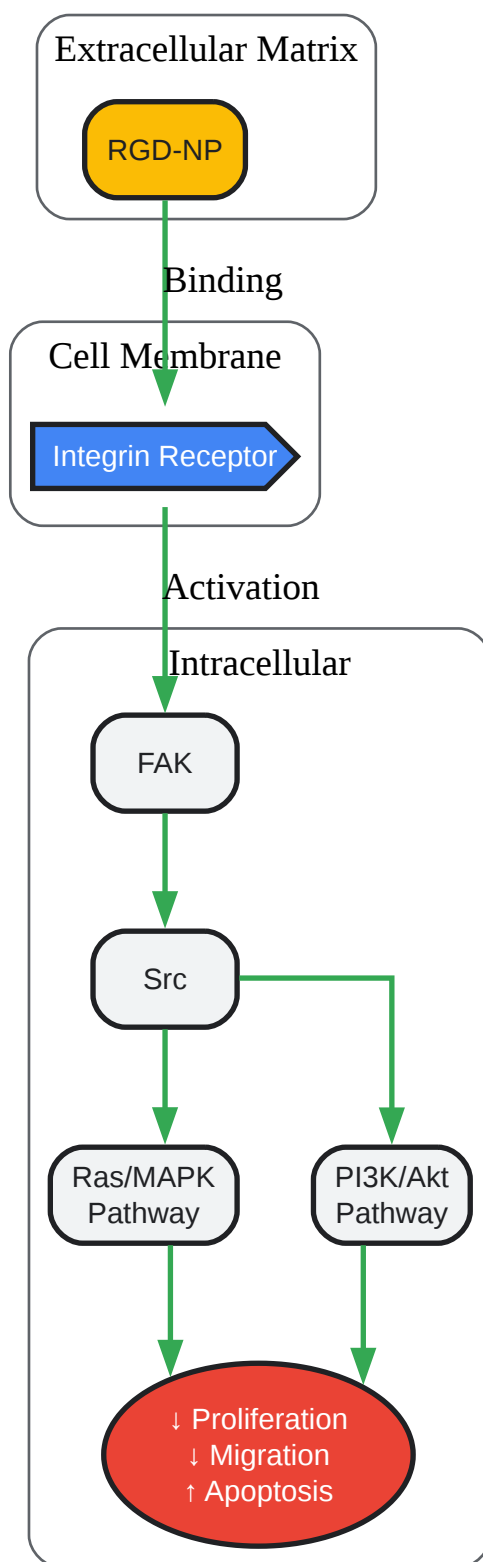 Extracellular Matrix
RGD-NP
Binding
Cell Membrane
Integrin Receptor
Activation
Intracellular
FAK
Src
Ras/MAPK
Pathway
PI3K/Akt
Pathway
↓ Proliferation
↓ Migration
↑ Apoptosis